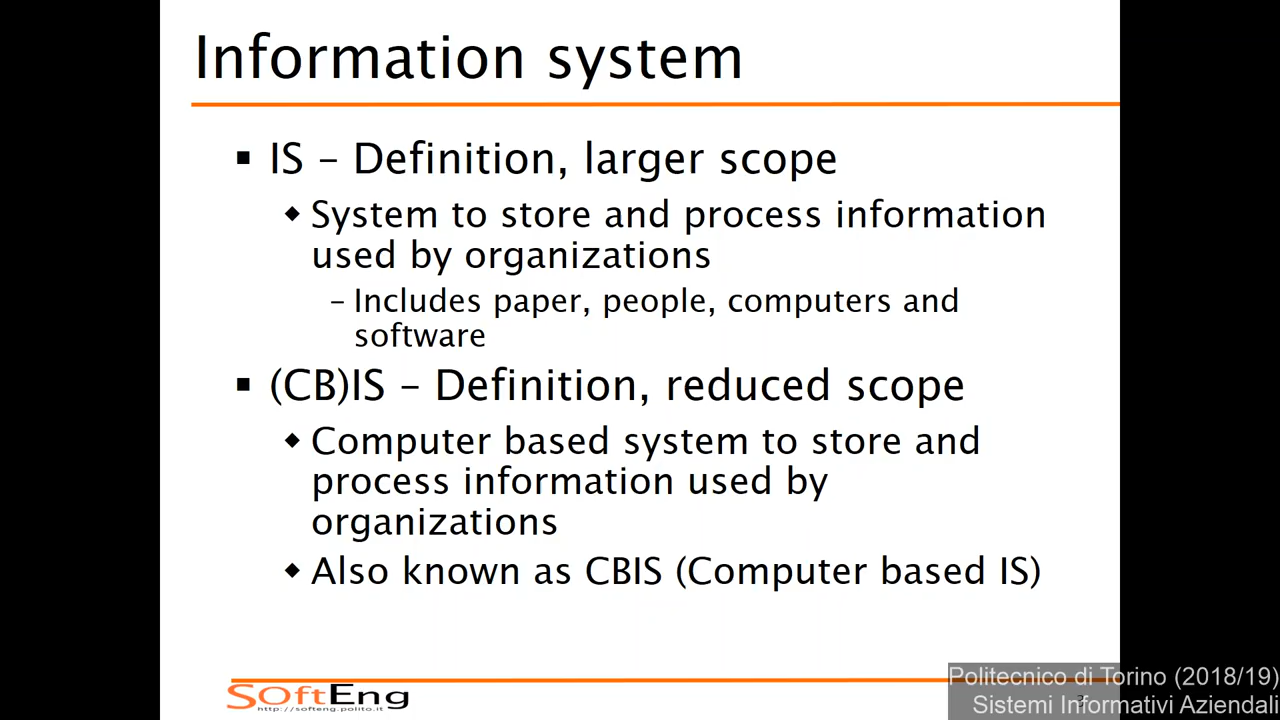 Information system
▪ IS – Definition, larger scope
◆ System to store and process information
used by organizations
– Includes paper, people, computers and
software
▪ (CB)IS – Definition, reduced scope
◆ Computer based system to store and
process information used by
organizations
◆ Also known as CBIS (Computer based IS)
SOftEng
http://softeng.polito.it
Politecnico di Torino (2018/19)
3
Sistemi Informativi Aziendali